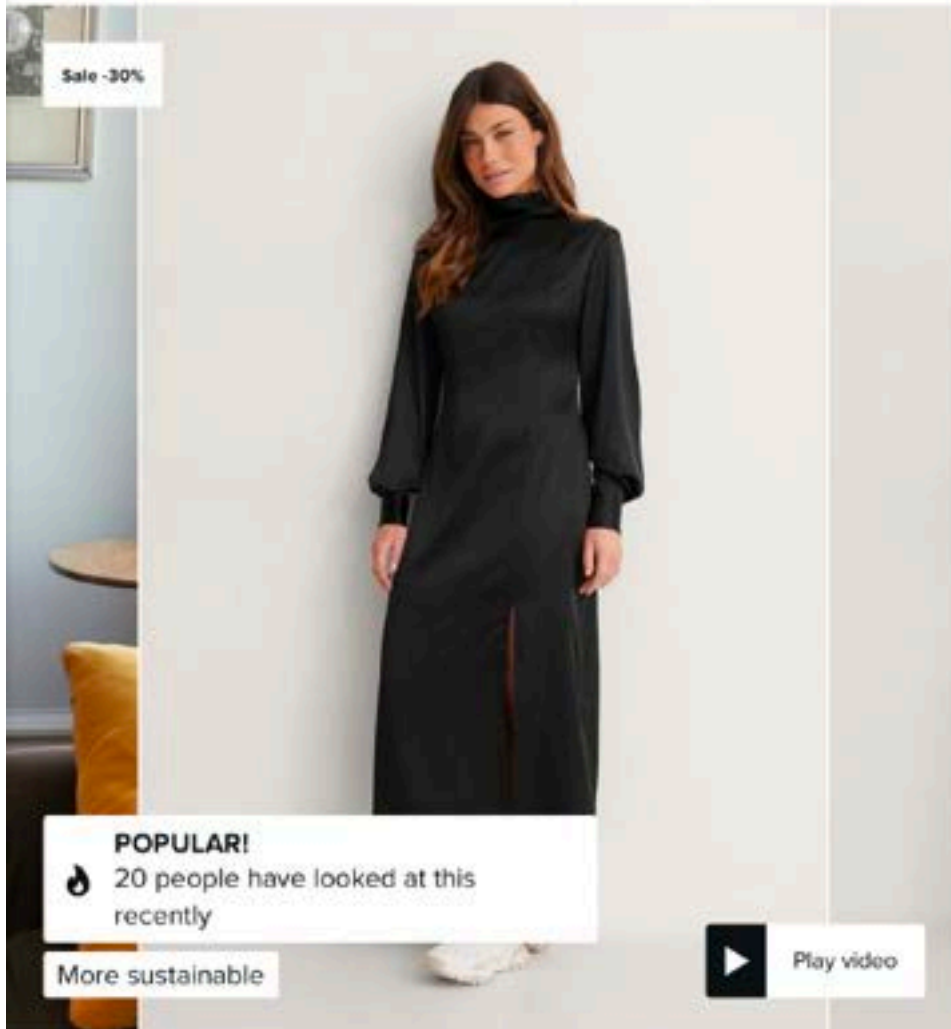 Sale -30%
POPULAR!
20 people have looked at this
recently
More sustainable
Play video